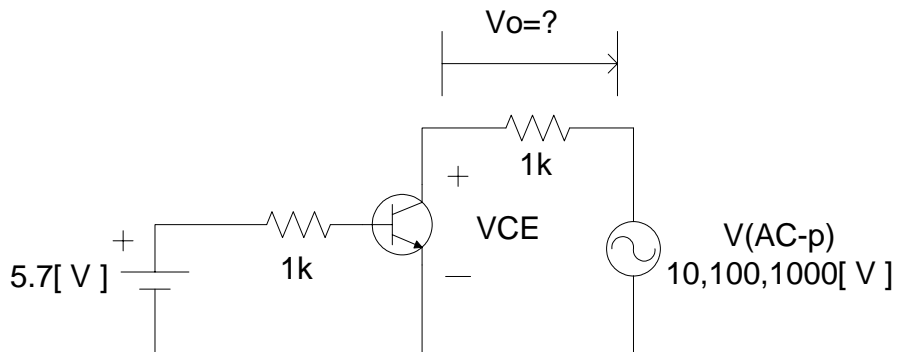 Vo=?
1k
+
VCE
—
+
5.7[ V ]
1k
V(AC-p)
10,100,1000[ V ]